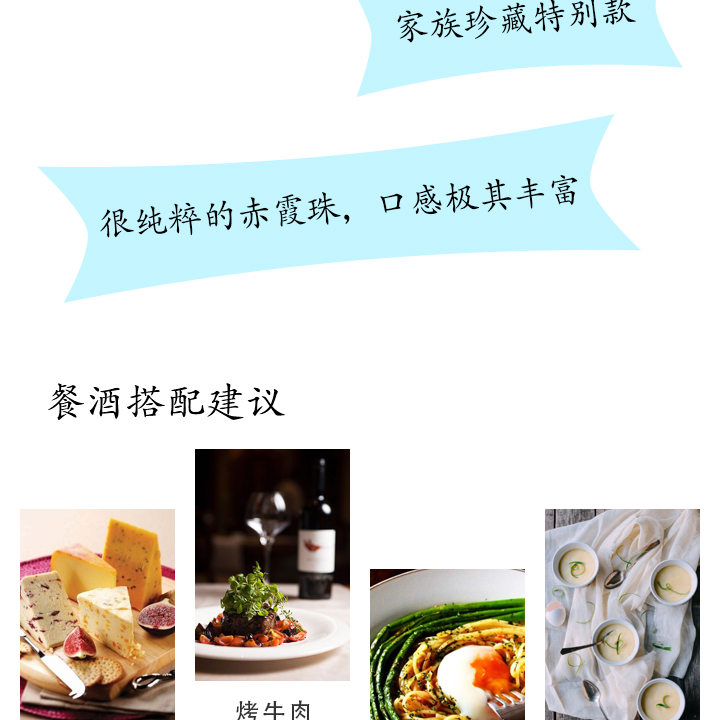 家族珍藏特别款
很纯粹的赤霞珠，口感极其丰富
餐酒搭配建议
烤牛肉